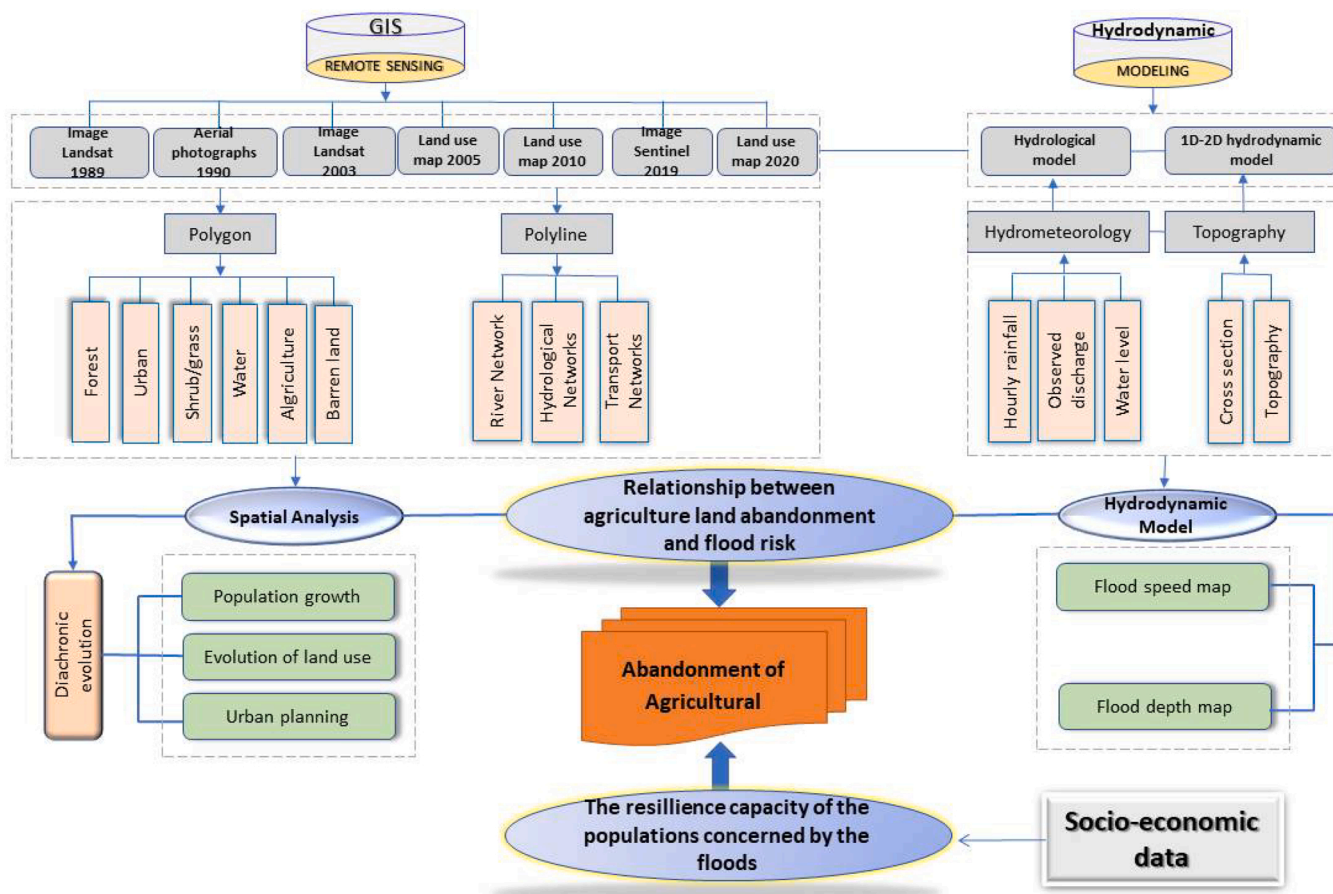 GIS
REMOTE SENSING
Hydrodynamic
MODELING
Image
Landsat
1989
Aerial
photographs
1990
Image
Landsat
2003
Land use
map 2005
Land use
map 2010
Image
Sentinel
2019
Land use
map 2020
Hydrological
model
1D-2D hydrodynamic
model
Polygon
Polyline
Hydrometeorology
Topography
Forest
Urban
Shrub/grass
Water
Algriculture
Barren land
River Network
Hydrological
Networks
Transport
Networks
Hourly rainfall
Observed
discharge
Water level
Cross section
Topography
Spatial Analysis
Relationship between
agriculture land abandonment
and flood risk
Hydrodynamic
Model
Diachronic
evolution
Population growth
Evolution of land use
Urban planning
Abandonment of
Agricultural
Flood speed map
Flood depth map
The resillience capacity of the
populations concerned by the
floods
Socio-economic
data